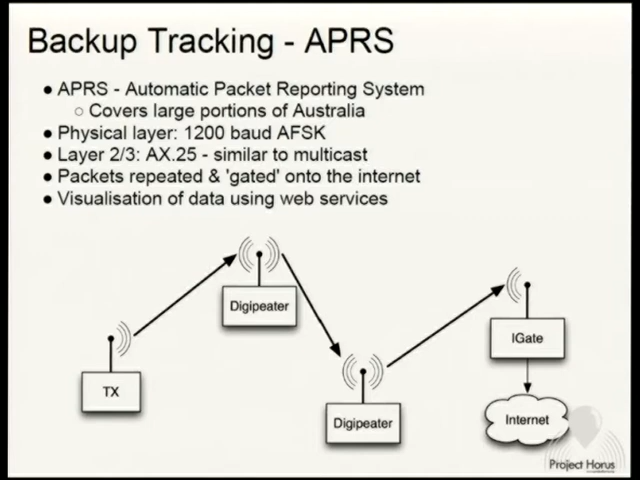 Backup Tracking - APRS
● APRS - Automatic Packet Reporting System
○ Covers large portions of Australia
● Physical layer: 1200 baud AFSK
● Layer 2/3: AX.25 - similar to multicast
● Packets repeated & 'gated' onto the internet
● Visualisation of data using web services
Digipeater
IGate
TX
Digipeater
Internet
Project Horus